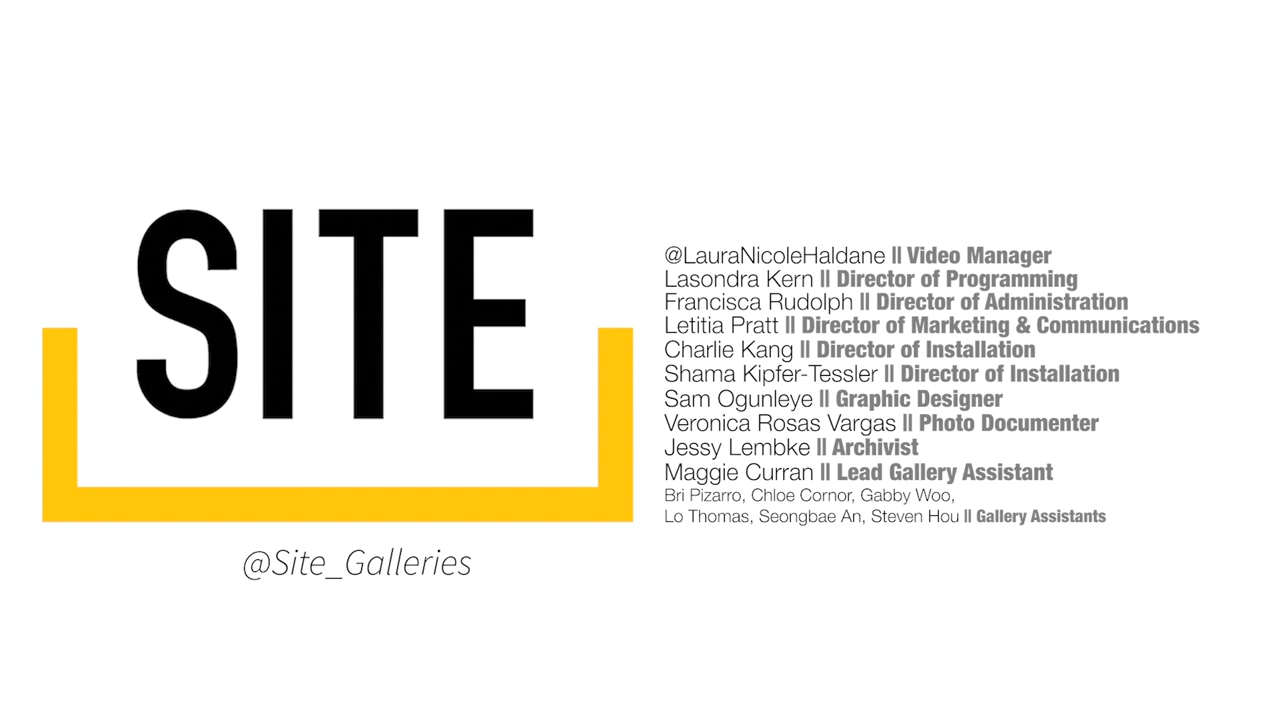 SITE
@Site_Galleries
@LauraNicoleHaldane || Video Manager
Lasondra Kern || Director of Programming
Francisca Rudolph || Director of Administration
Letitia Pratt || Director of Marketing & Communications
Charlie Kang || Director of Installation
Shama Kipfer-Tessler || Director of Installation
Sam Ogunleye || Graphic Designer
Veronica Rosas Vargas || Photo Documenter
Jessy Lembke || Archivist
Maggie Curran || Lead Gallery Assistant
Bri Pizarro, Chloe Cornor, Gabby Woo,
Lo Thomas, Seongbae An, Steven Hou || Gallery Assistants